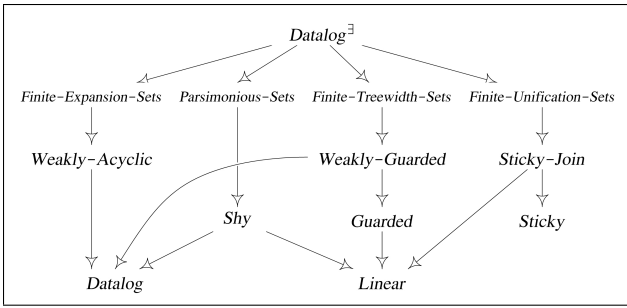 Datalog∃
Finite-Expansion-Sets Parsimonious-Sets Finite-Treewidth-Sets Finite-Unification-Sets
Weakly-Acyclic Weakly-Guarded Sticky-Join
Shy Guarded Sticky
Datalog Linear